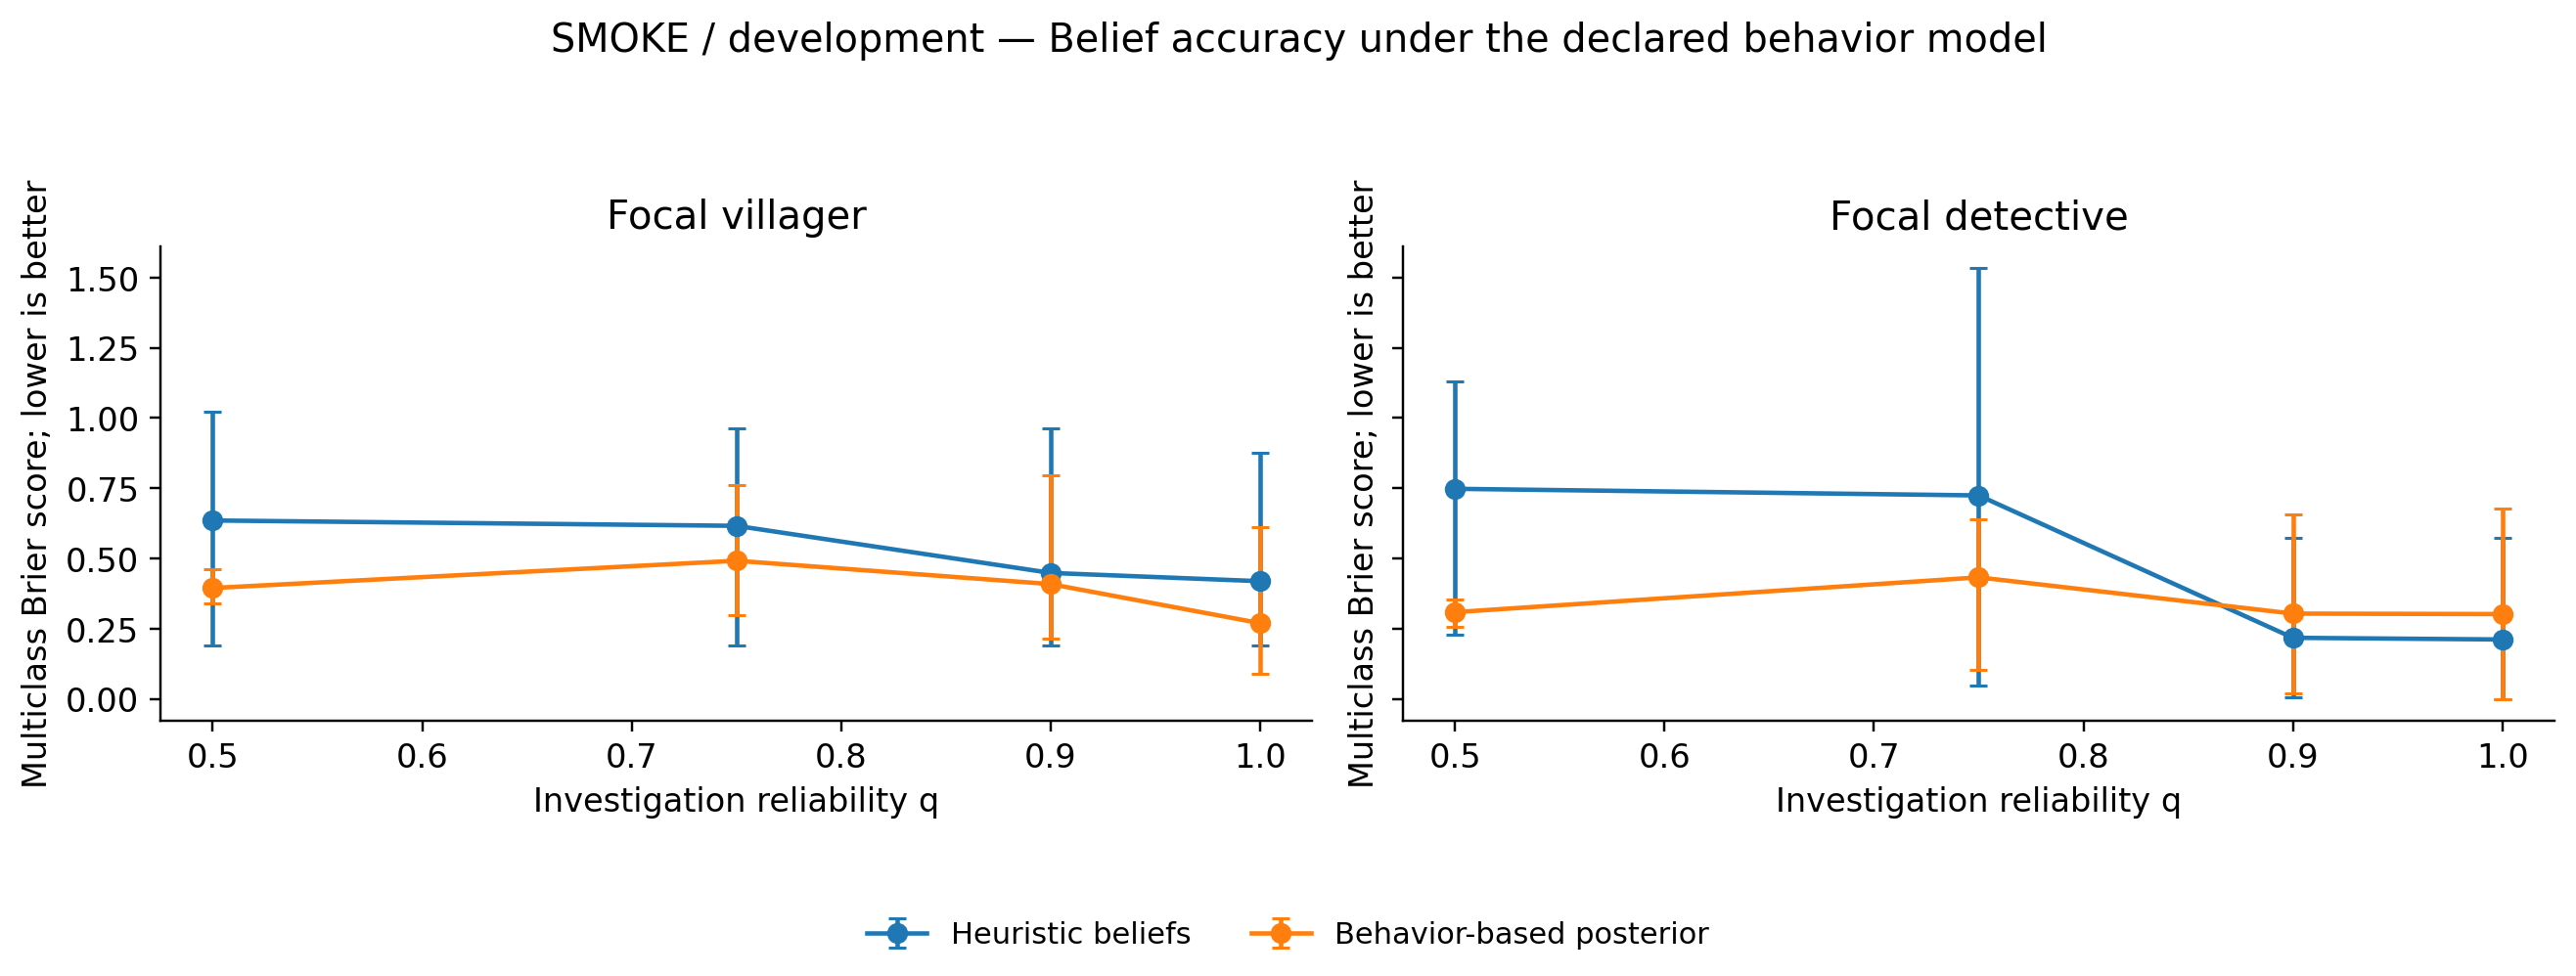 SMOKE / development — Belief accuracy under the declared behavior model
Focal villager
Multiclass Brier score; lower is better
1.50
1.25
1.00
0.75
0.50
0.25
0.00
0.5 0.6 0.7 0.8 0.9 1.0
Investigation reliability q
Focal detective
Multiclass Brier score; lower is better
0.5 0.6 0.7 0.8 0.9 1.0
Investigation reliability q
Heuristic beliefs
Behavior-based posterior